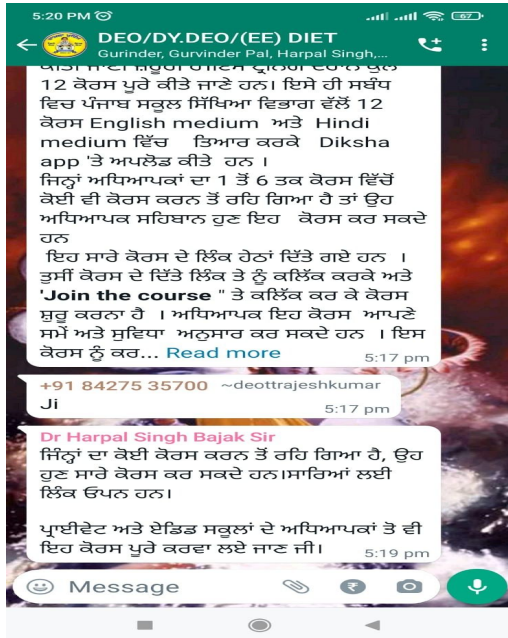 5:20 PM
67
DEO/DY.DEO/(EE) DIET
Gurinder, Gurvinder Pal, Harpal Singh,...
12 ਕੋਰਸ ਪੂਰੇ ਕੀਤੇ ਜਾਣੇ ਹਨ। ਇਸੇ ਹੀ ਸਬੰਧ
ਵਿਚ ਪੰਜਾਬ ਸਕੂਲ ਸਿੱਖਿਆ ਵਿਭਾਗ ਵੱਲੋਂ 12
ਕੋਰਸ English medium ਅਤੇ Hindi
medium ਵਿੱਚ ਤਿਆਰ ਕਰਕੇ Diksha
app 'ਤੇ ਅਪਲੋਡ ਕੀਤੇ ਹਨ ।
ਜਿਨ੍ਹਾਂ ਅਧਿਆਪਕਾਂ ਦਾ 1 ਤੋਂ 6 ਤਕ ਕੋਰਸ ਵਿੱਚੋਂ
ਕੋਈ ਵੀ ਕੋਰਸ ਕਰਨ ਤੋਂ ਰਹਿ ਗਿਆ ਹੈ ਤਾਂ ਉਹ
ਅਧਿਆਪਕ ਸਹਿਬਾਨ ਹੁਣ ਇਹ ਕੋਰਸ ਕਰ ਸਕਦੇ
ਹਨ
ਇਹ ਸਾਰੇ ਕੋਰਸ ਦੇ ਲਿੰਕ ਹੇਠਾਂ ਦਿੱਤੇ ਗਏ ਹਨ ।
ਤੁਸੀਂ ਕੋਰਸ ਦੇ ਦਿੱਤੇ ਲਿੰਕ ਤੇ ਨੂੰ ਕਲਿੱਕ ਕਰਕੇ ਅਤੇ
'Join the course " ਤੇ ਕਲਿੱਕ ਕਰ ਕੇ ਕੋਰਸ
ਸ਼ੁਰੂ ਕਰਨਾ ਹੈ । ਅਧਿਆਪਕ ਇਹ ਕੋਰਸ ਆਪਣੇ
ਸਮੇਂ ਅਤੇ ਸੁਵਿਧਾ ਅਨੁਸਾਰ ਕਰ ਸਕਦੇ ਹਨ । ਇਸ
ਕੋਰਸ ਨੂੰ ਕਰ... Read more
5:17 pm
+91 84275 35700 ~deottrajeshkumar
Ji
5:17 pm
Dr Harpal Singh Bajak Sir
ਜਿੰਨ੍ਹਾਂ ਦਾ ਕੋਈ ਕੋਰਸ ਕਰਨ ਤੋਂ ਰਹਿ ਗਿਆ ਹੈ, ਉਹ
ਹੁਣ ਸਾਰੇ ਕੋਰਸ ਕਰ ਸਕਦੇ ਹਨ।ਸਾਰਿਆਂ ਲਈ
ਲਿੰਕ ਓਪਨ ਹਨ।
ਪ੍ਰਾਈਵੇਟ ਅਤੇ ਏਡਿਡ ਸਕੂਲਾਂ ਦੇ ਅਧਿਆਪਕਾਂ ਤੋ ਵੀ
ਇਹ ਕੋਰਸ ਪੂਰੇ ਕਰਵਾ ਲਏ ਜਾਣ ਜੀ।
5:19 pm
Message